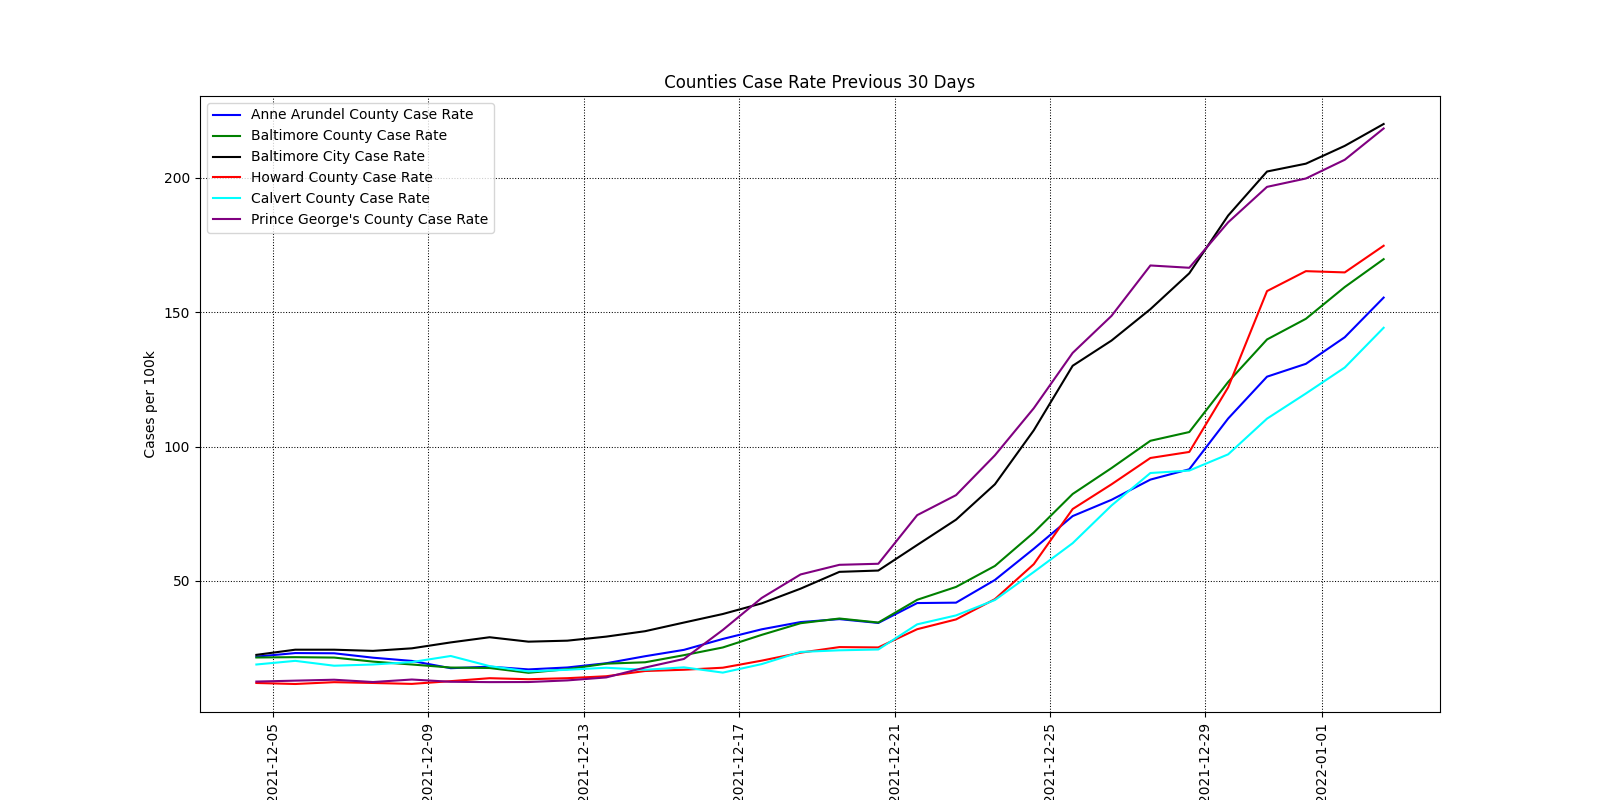 Counties Case Rate Previous 30 Days
Anne Arundel County Case Rate
Baltimore County Case Rate
Baltimore City Case Rate
Howard County Case Rate
Calvert County Case Rate
Prince George's County Case Rate
Cases per 100k
200
150
100
50
2021-12-05
2021-12-09
2021-12-13
2021-12-17
2021-12-21
2021-12-25
2021-12-29
2022-01-01